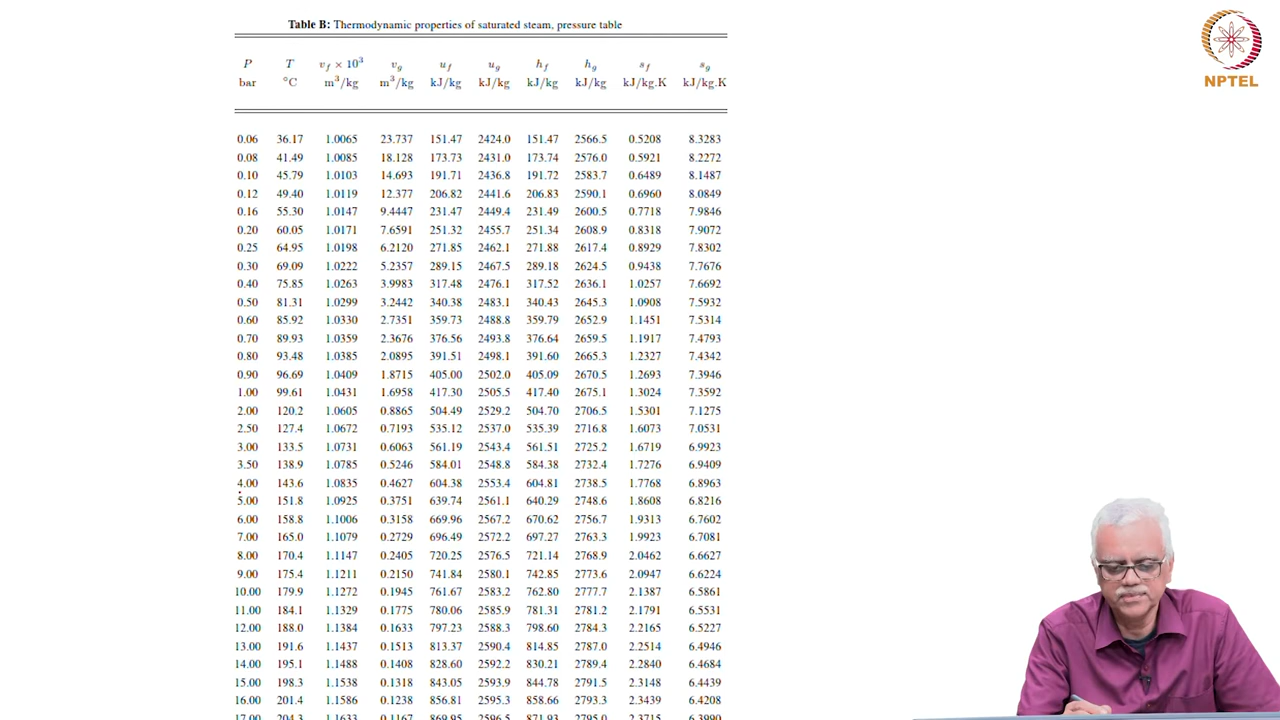 Table B: Thermodynamic properties of saturated steam, pressure table
P T v_f × 10³ v_g u_f u_g h_f h_g s_f s_g
bar °C m³/kg m³/kg kJ/kg kJ/kg kJ/kg kJ/kg kJ/kg.K kJ/kg.K
0.06 36.17 1.0065 23.737 151.47 2424.0 151.47 2566.5 0.5208 8.3283
0.08 41.49 1.0085 18.128 173.73 2431.0 173.74 2576.0 0.5921 8.2272
0.10 45.79 1.0103 14.693 191.71 2436.8 191.72 2583.7 0.6489 8.1487
0.12 49.40 1.0119 12.377 206.82 2441.6 206.83 2590.1 0.6960 8.0849
0.16 55.30 1.0147 9.4447 231.47 2449.4 231.49 2600.5 0.7718 7.9846
0.20 60.05 1.0171 7.6591 251.32 2455.7 251.34 2608.9 0.8318 7.9072
0.25 64.95 1.0198 6.2120 271.85 2462.1 271.88 2617.4 0.8929 7.8302
0.30 69.09 1.0222 5.2357 289.15 2467.5 289.18 2624.5 0.9438 7.7676
0.40 75.85 1.0263 3.9983 317.48 2476.1 317.52 2636.1 1.0257 7.6692
0.50 81.31 1.0299 3.2442 340.38 2483.1 340.43 2645.3 1.0908 7.5932
0.60 85.92 1.0330 2.7351 359.73 2488.8 359.79 2652.9 1.1451 7.5314
0.70 89.93 1.0359 2.3676 376.56 2493.8 376.64 2659.5 1.1917 7.4793
0.80 93.48 1.0385 2.0895 391.51 2498.1 391.60 2665.3 1.2327 7.4342
0.90 96.69 1.0409 1.8715 405.00 2502.0 405.09 2670.5 1.2693 7.3946
1.00 99.61 1.0431 1.6958 417.30 2505.5 417.40 2675.1 1.3024 7.3592
2.00 120.2 1.0605 0.8865 504.49 2529.2 504.70 2706.5 1.5301 7.1275
2.50 127.4 1.0672 0.7193 535.12 2537.0 535.39 2716.8 1.6073 7.0531
3.00 133.5 1.0731 0.6063 561.19 2543.4 561.51 2725.2 1.6719 6.9923
3.50 138.9 1.0785 0.5246 584.01 2548.8 584.38 2732.4 1.7276 6.9409
4.00 143.6 1.0835 0.4627 604.38 2553.4 604.81 2738.5 1.7768 6.8963
5.00 151.8 1.0925 0.3751 639.74 2561.1 640.29 2748.6 1.8608 6.8216
6.00 158.8 1.1006 0.3158 669.96 2567.2 670.62 2756.7 1.9313 6.7602
7.00 165.0 1.1079 0.2729 696.49 2572.2 697.27 2763.3 1.9923 6.7081
8.00 170.4 1.1147 0.2405 720.25 2576.5 721.14 2768.9 2.0462 6.6627
9.00 175.4 1.1211 0.2150 741.84 2580.1 742.85 2773.6 2.0947 6.6224
10.00 179.9 1.1272 0.1945 761.67 2583.2 762.80 2777.7 2.1387 6.5861
11.00 184.1 1.1329 0.1775 780.06 2585.9 781.31 2781.2 2.1791 6.5531
12.00 188.0 1.1384 0.1633 797.23 2588.3 798.60 2784.3 2.2165 6.5227
13.00 191.6 1.1437 0.1513 813.37 2590.4 814.85 2787.0 2.2514 6.4946
14.00 195.1 1.1488 0.1408 828.60 2592.2 830.21 2789.4 2.2840 6.4684
15.00 198.3 1.1538 0.1318 843.05 2593.9 844.78 2791.5 2.3148 6.4439
16.00 201.4 1.1586 0.1238 856.81 2595.3 858.66 2793.3 2.3439 6.4208
17.00 204.3 1.1633 0.1167 869.95 2596.5 871.93 2795.0 2.3715 6.3990
NPTEL